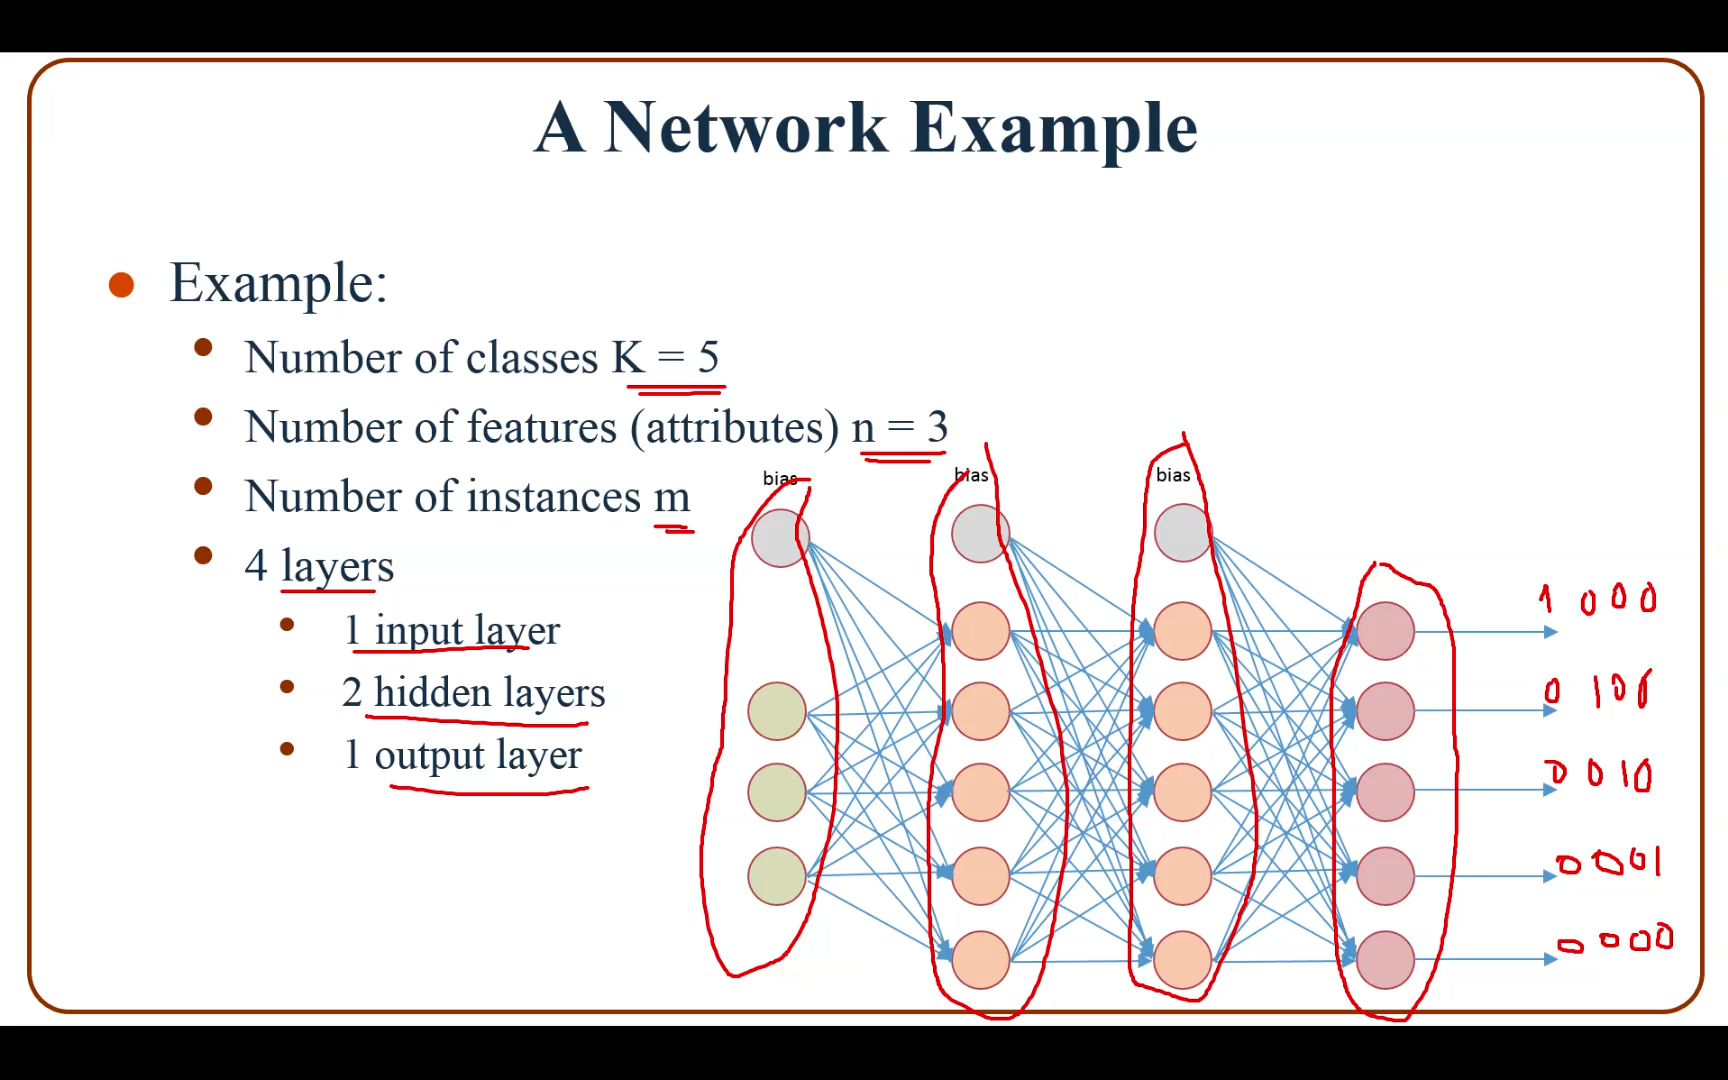 A Network Example
Example:
Number of classes K = 5
Number of features (attributes) n = 3
Number of instances m
4 layers
1 input layer
2 hidden layers
1 output layer
bias
bias
bias
1 0 0 0
0 1 0 0
0 0 1 0
0 0 0 1
0 0 0 0